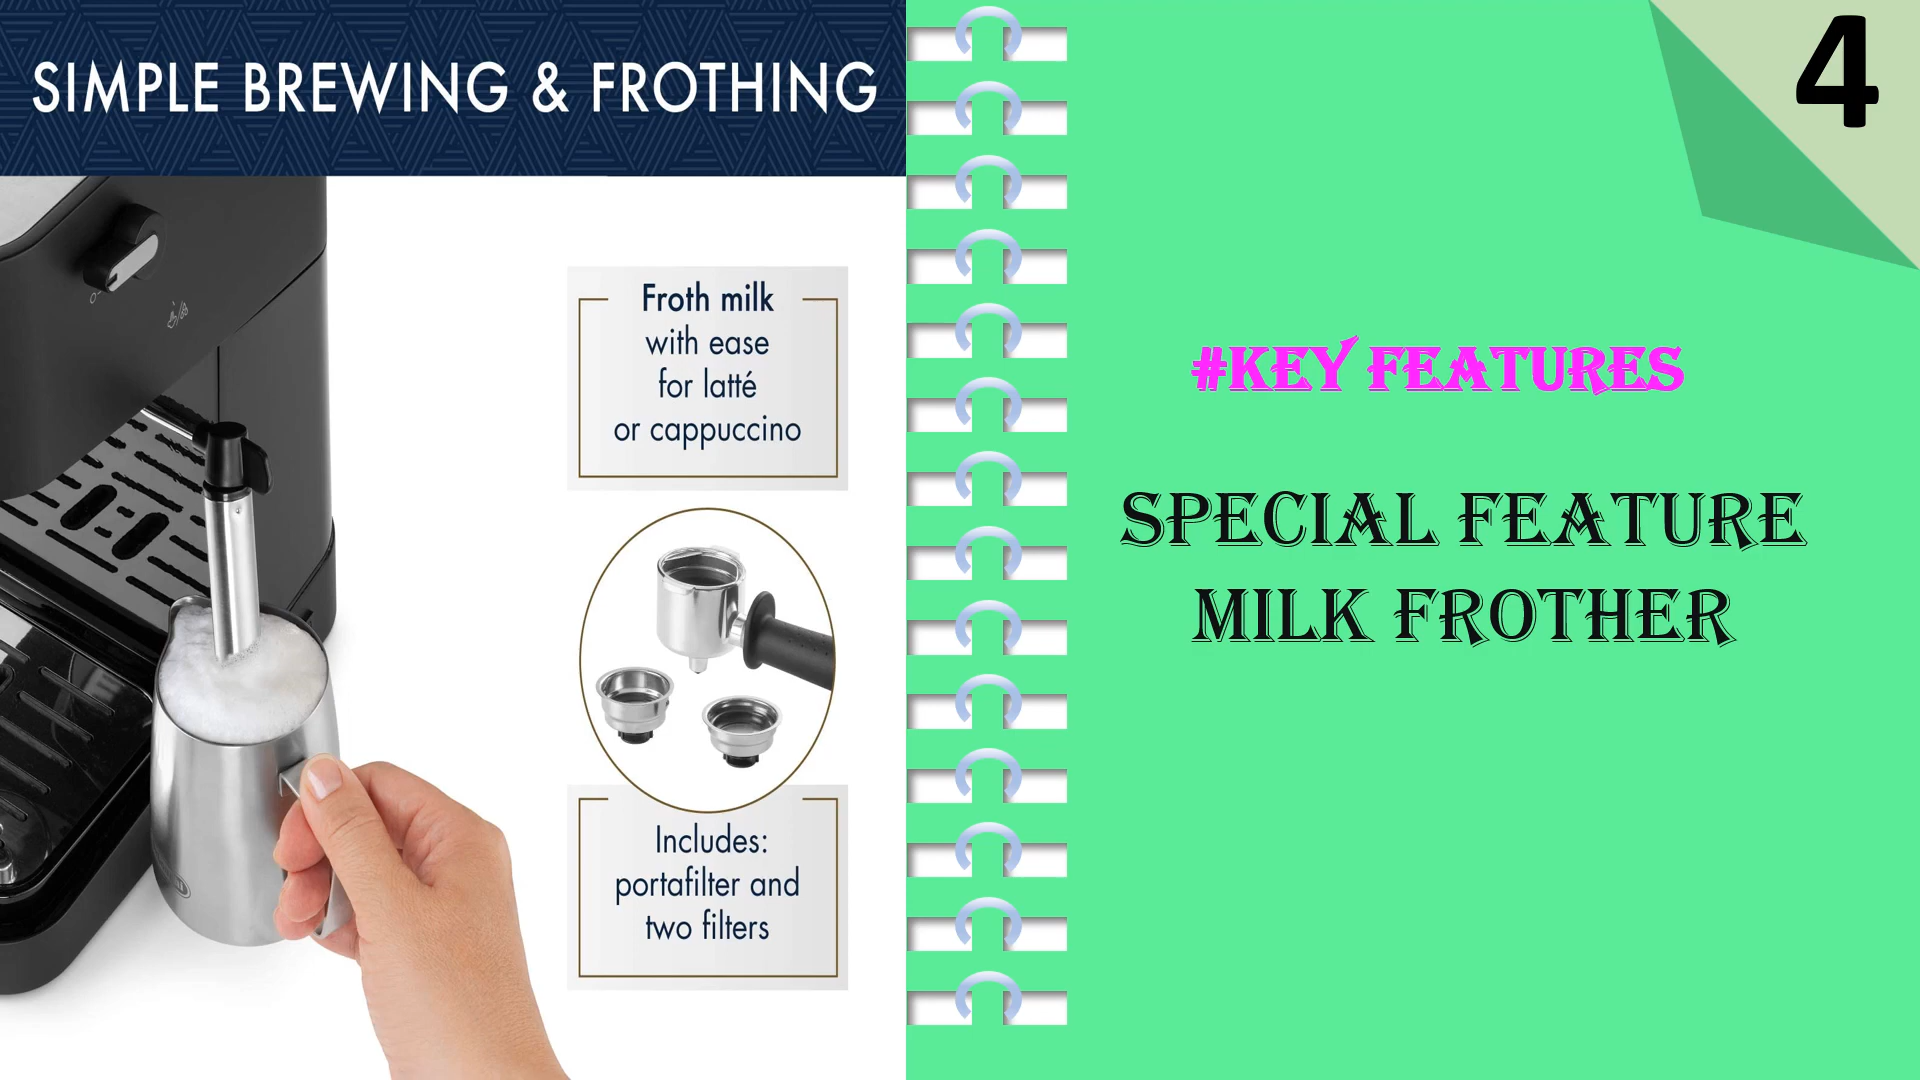 SIMPLE BREWING & FROTHING
Froth milk
with ease
for latté
or cappuccino
Includes:
portafilter and
two filters
4
#KEY FEATURES
SPECIAL FEATURE
MILK FROTHER